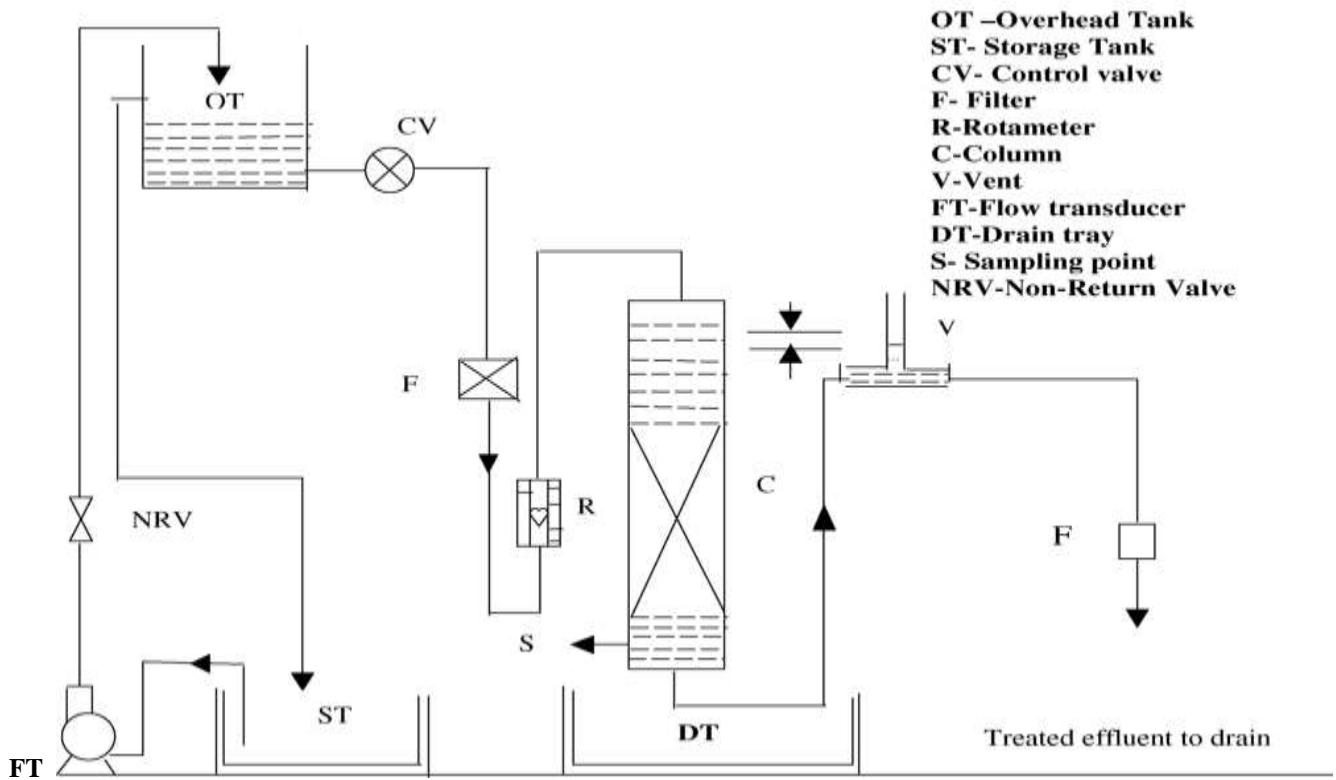 OT –Overhead Tank
ST- Storage Tank
CV- Control valve
F- Filter
R-Rotameter
C-Column
V-Vent
FT-Flow transducer
DT-Drain tray
S- Sampling point
NRV-Non-Return Valve
OT
CV
V
F
C
R
NRV
F
S
ST
DT
Treated effluent to drain
FT